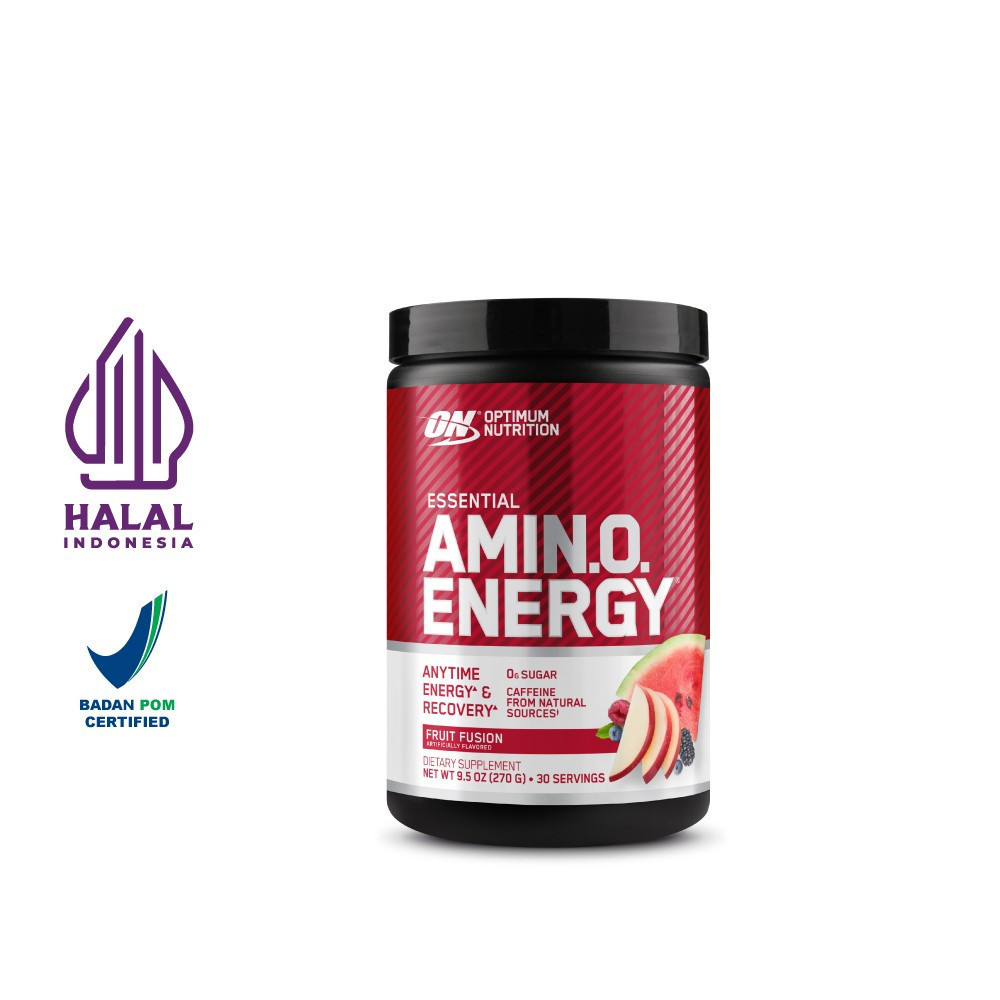 HALAL
INDONESIA
BADAN POM
CERTIFIED
ON® OPTIMUM
NUTRITION
ESSENTIAL
AMIN.O.
ENERGY®
ANYTIME
ENERGY▲ &
RECOVERY▲
0G SUGAR
CAFFEINE
FROM NATURAL
SOURCES
FRUIT FUSION
ARTIFICIALLY FLAVORED
DIETARY SUPPLEMENT
NET WT 9.5 OZ (270 G) • 30 SERVINGS